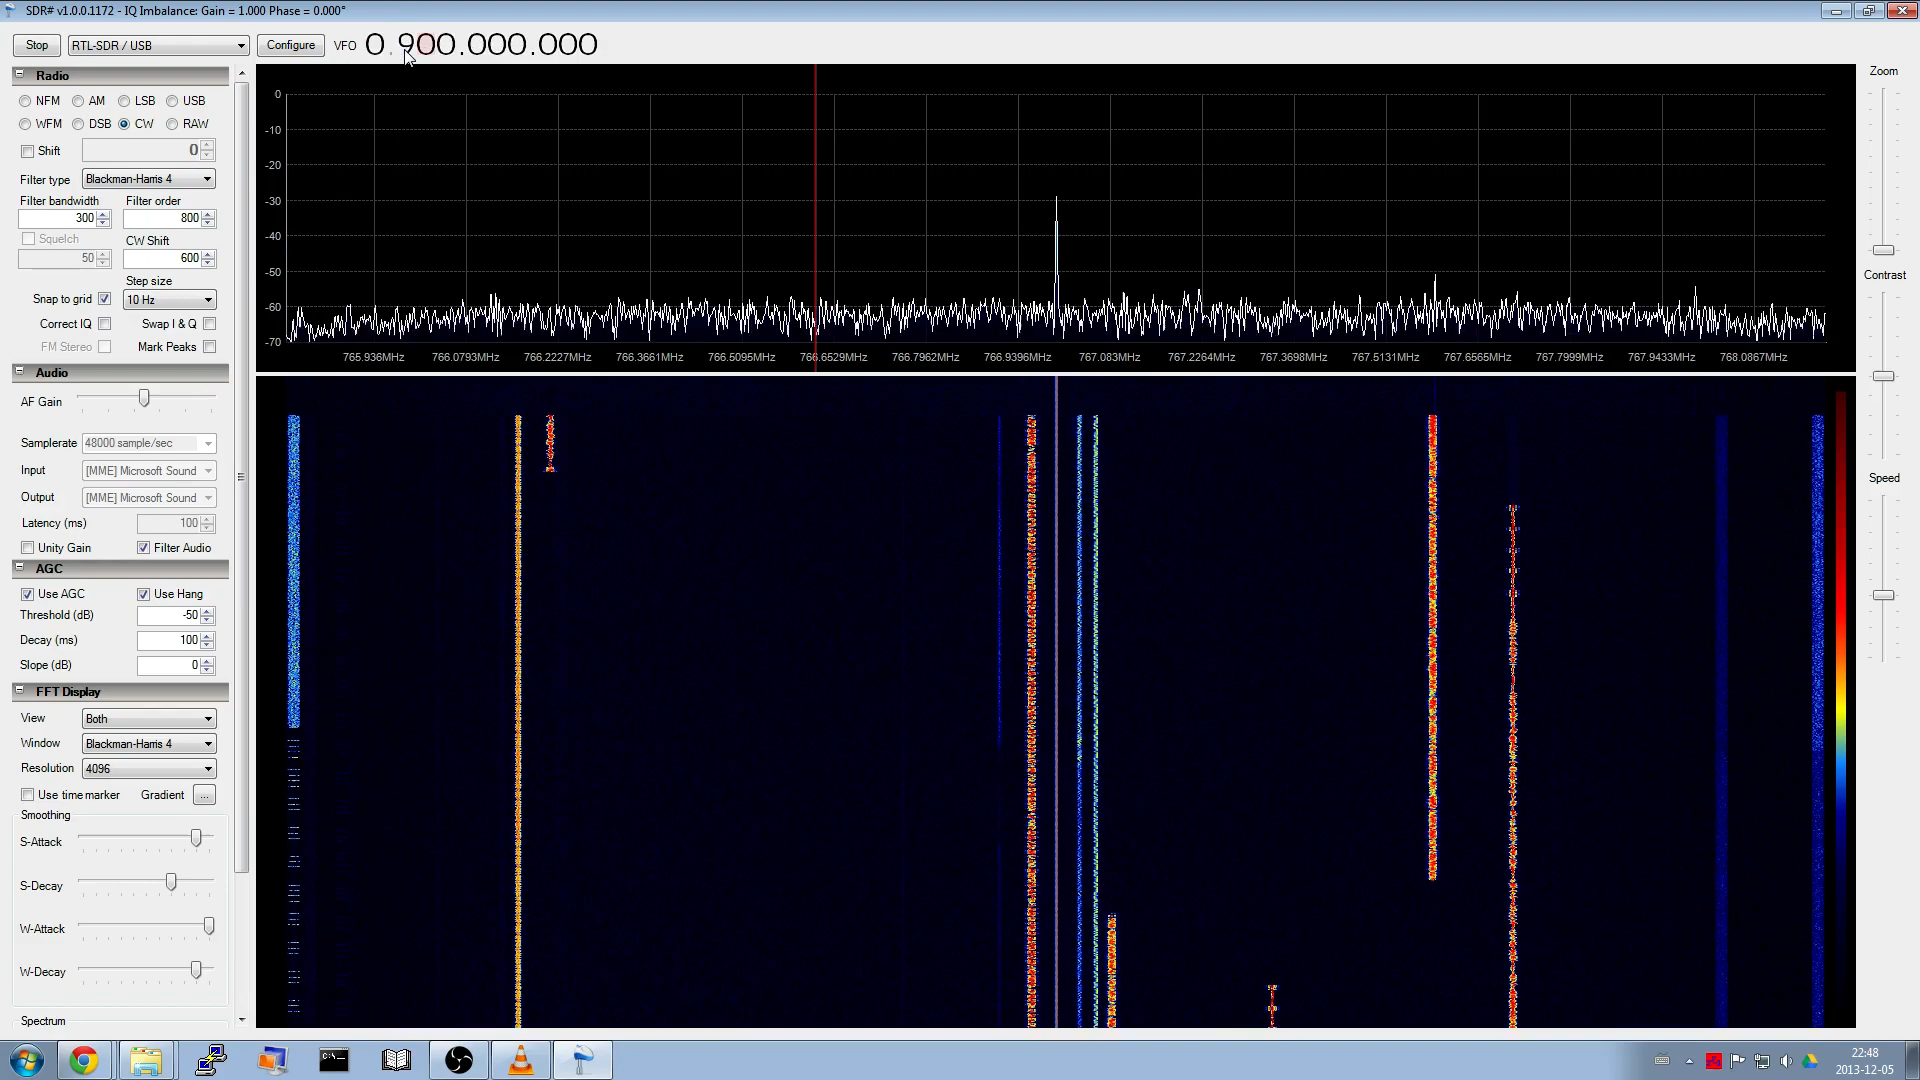 SDR# v1.0.0.1172 - IQ Imbalance: Gain = 1.000 Phase = 0.000°
Stop RTL-SDR / USB Configure VFO 0.900.000.000
Radio
NFM AM LSB USB
WFM DSB CW RAW
Shift 0
Filter type Blackman-Harris 4
Filter bandwidth Filter order
300 800
Squelch CW Shift
50 600
Step size
Snap to grid 10 Hz
Correct IQ Swap I & Q
FM Stereo Mark Peaks
Audio
AF Gain
Samplerate 48000 sample/sec
Input [MME] Microsoft Sound
Output [MME] Microsoft Sound
Latency (ms) 100
Unity Gain Filter Audio
AGC
Use AGC Use Hang
Threshold (dB) -50
Decay (ms) 100
Slope (dB) 0
FFT Display
View Both
Window Blackman-Harris 4
Resolution 4096
Use time marker Gradient ...
Smoothing
S-Attack
S-Decay
W-Attack
W-Decay
Spectrum
0
-10
-20
-30
-40
-50
-60
-70
765.936MHz 766.0793MHz 766.2227MHz 766.3661MHz 766.5095MHz 766.6529MHz 766.7962MHz 766.9396MHz 767.083MHz 767.2264MHz 767.3698MHz 767.5131MHz 767.6565MHz 767.7999MHz 767.9433MHz 768.0867MHz
Zoom
Contrast
Speed
C:\_
22:48
2013-12-05